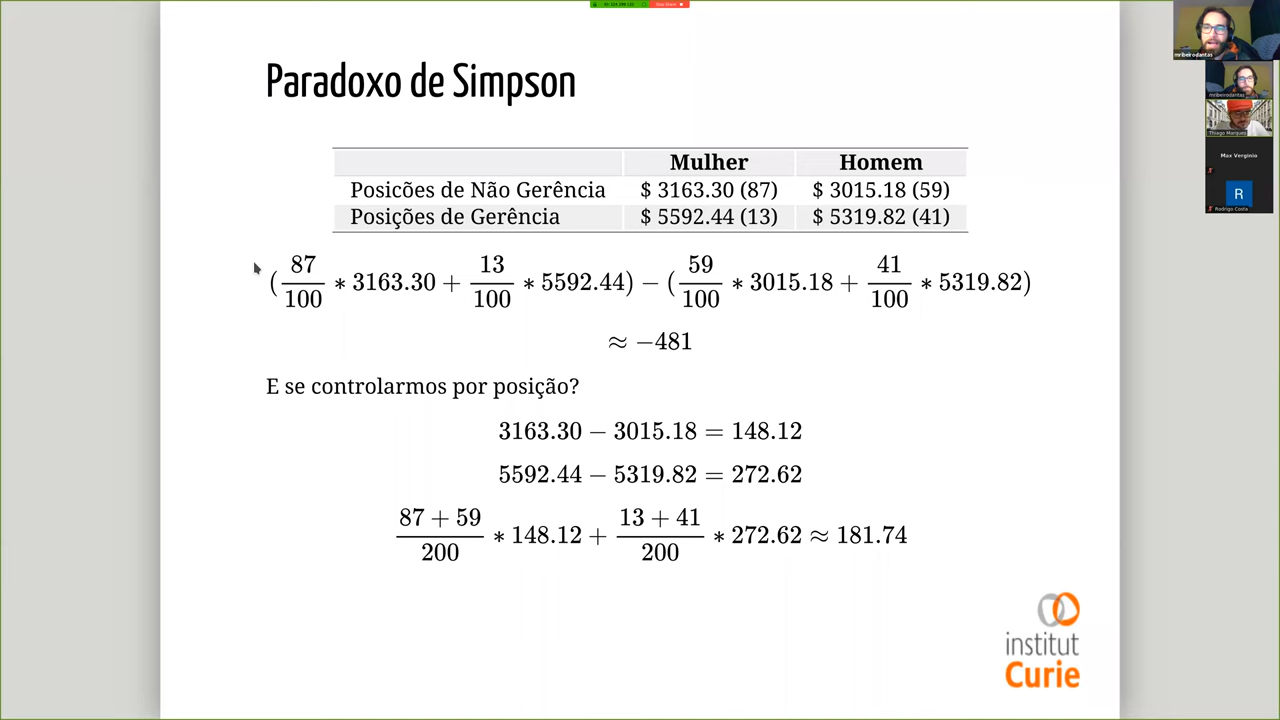 Paradoxo de Simpson
Mulher Homem
Posicões de Não Gerência $ 3163.30 (87) $ 3015.18 (59)
Posições de Gerência $ 5592.44 (13) $ 5319.82 (41)
(87/100 * 3163.30 + 13/100 * 5592.44) − (59/100 * 3015.18 + 41/100 * 5319.82)
≈ −481
E se controlarmos por posição?
3163.30 − 3015.18 = 148.12
5592.44 − 5319.82 = 272.62
87 + 59/200 * 148.12 + 13 + 41/200 * 272.62 ≈ 181.74
institut
Curie
mribeirodantas
mribeirodantas
Thiago Marques
Max Verginio
R
Rodrigo Costa